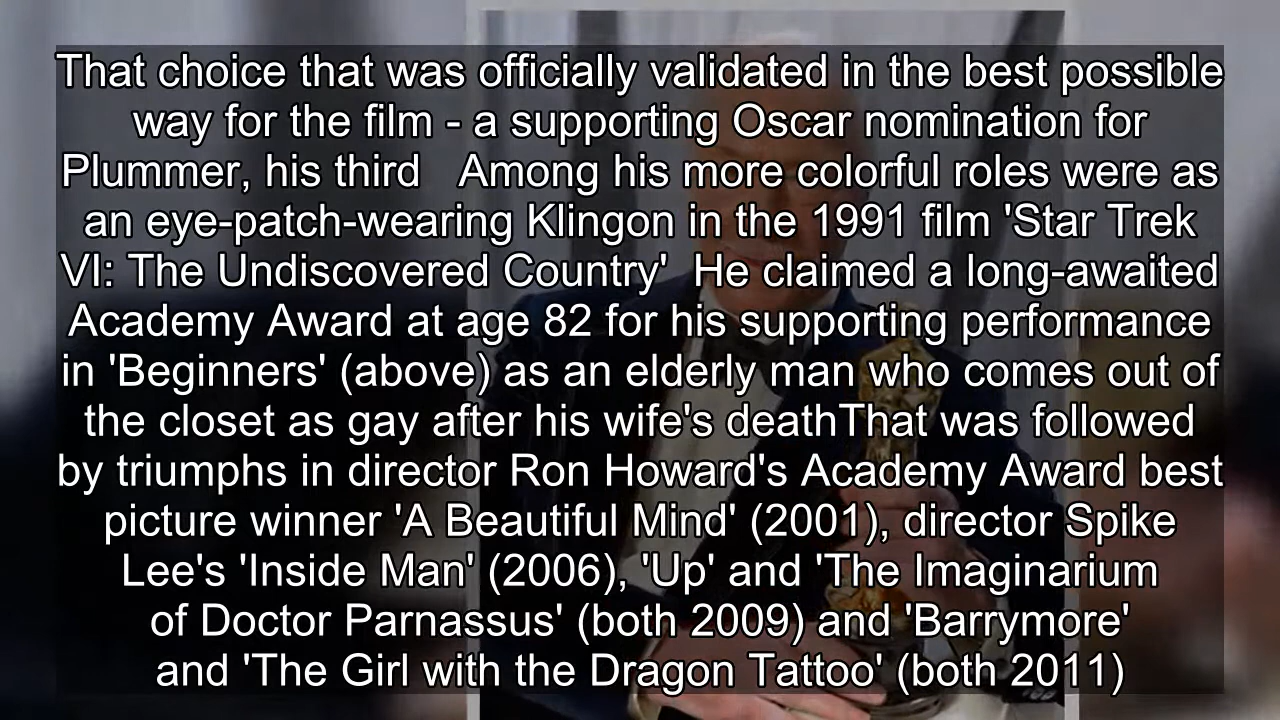 That choice that was officially validated in the best possible
way for the film - a supporting Oscar nomination for
Plummer, his third   Among his more colorful roles were as
an eye-patch-wearing Klingon in the 1991 film 'Star Trek
VI: The Undiscovered Country'  He claimed a long-awaited
Academy Award at age 82 for his supporting performance
in 'Beginners' (above) as an elderly man who comes out of
the closet as gay after his wife's deathThat was followed
by triumphs in director Ron Howard's Academy Award best
picture winner 'A Beautiful Mind' (2001), director Spike
Lee's 'Inside Man' (2006), 'Up' and 'The Imaginarium
of Doctor Parnassus' (both 2009) and 'Barrymore'
and 'The Girl with the Dragon Tattoo' (both 2011)